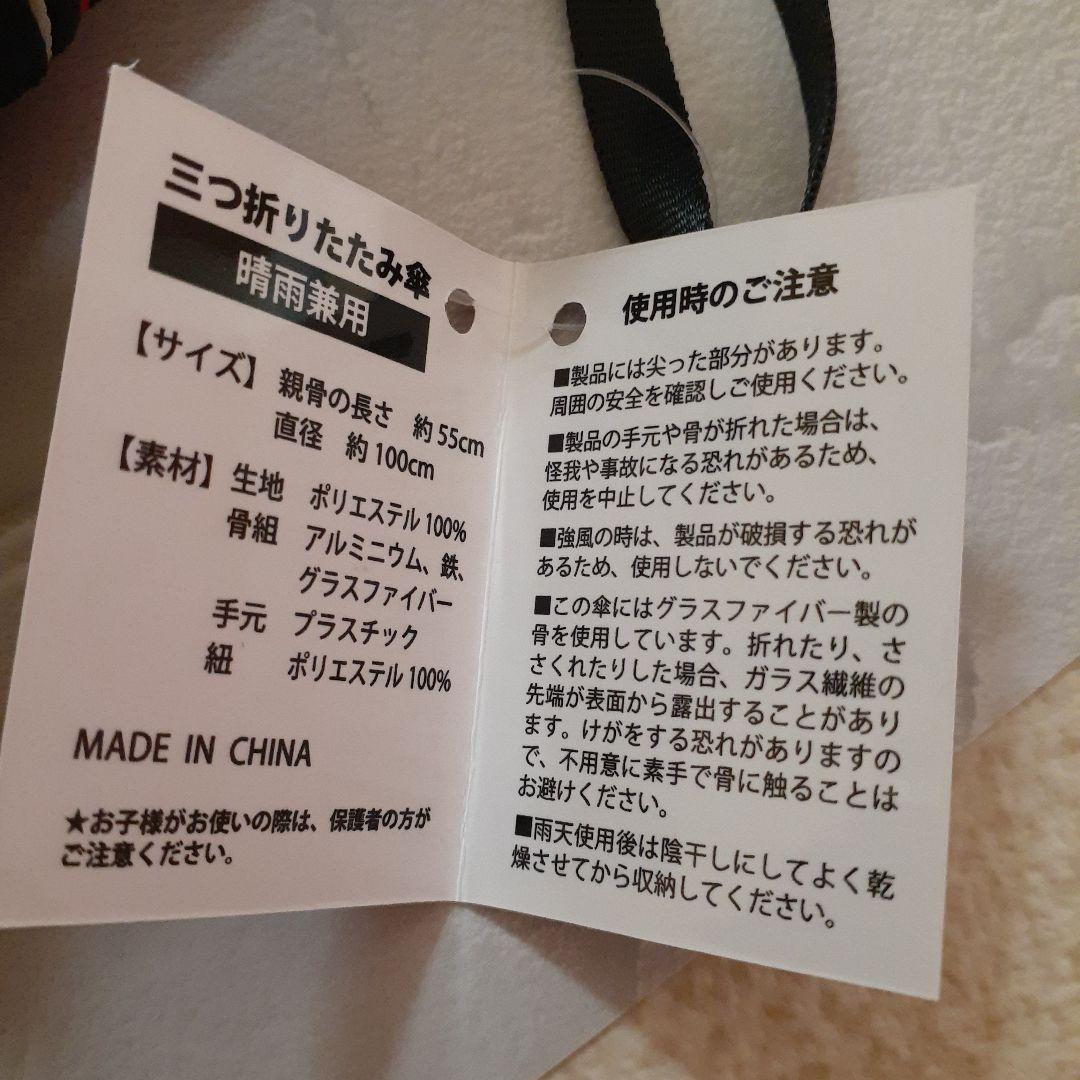 三つ折りたたみ傘
晴雨兼用
【サイズ】 親骨の長さ 約55cm
直径 約100cm
【素材】 生地 ポリエステル100%
骨組 アルミニウム、鉄、
グラスファイバー
手元 プラスチック
紐 ポリエステル100%
MADE IN CHINA
★お子様がお使いの際は、保護者の方が
ご注意ください。
使用時のご注意
■製品には尖った部分があります。
周囲の安全を確認しご使用ください。
■製品の手元や骨が折れた場合は、
怪我や事故になる恐れがあるため、
使用を中止してください。
■強風の時は、製品が破損する恐れが
あるため、使用しないでください。
■この傘にはグラスファイバー製の
骨を使用しています。折れたり、さ
さくれたりした場合、ガラス繊維の
先端が表面から露出することがあり
ます。けがをする恐れがありますの
で、不用意に素手で骨に触ることは
お避けください。
■雨天使用後は陰干しにしてよく乾
燥させてから収納してください。